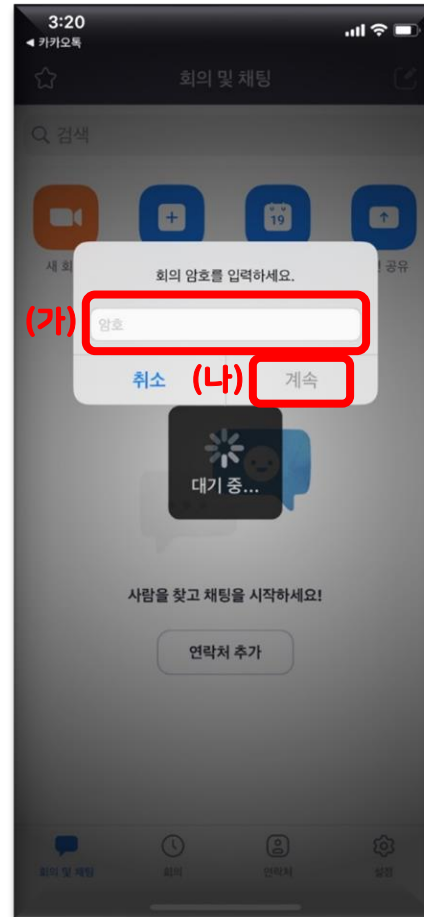 3:20
◀ 카카오톡
회의 및 채팅
검색
19
새 회
공유
회의 암호를 입력하세요.
(가)
암호
취소
(나)
계속
대기 중...
사람을 찾고 채팅을 시작하세요!
연락처 추가
회의 및 채팅
회의
연락처
설정